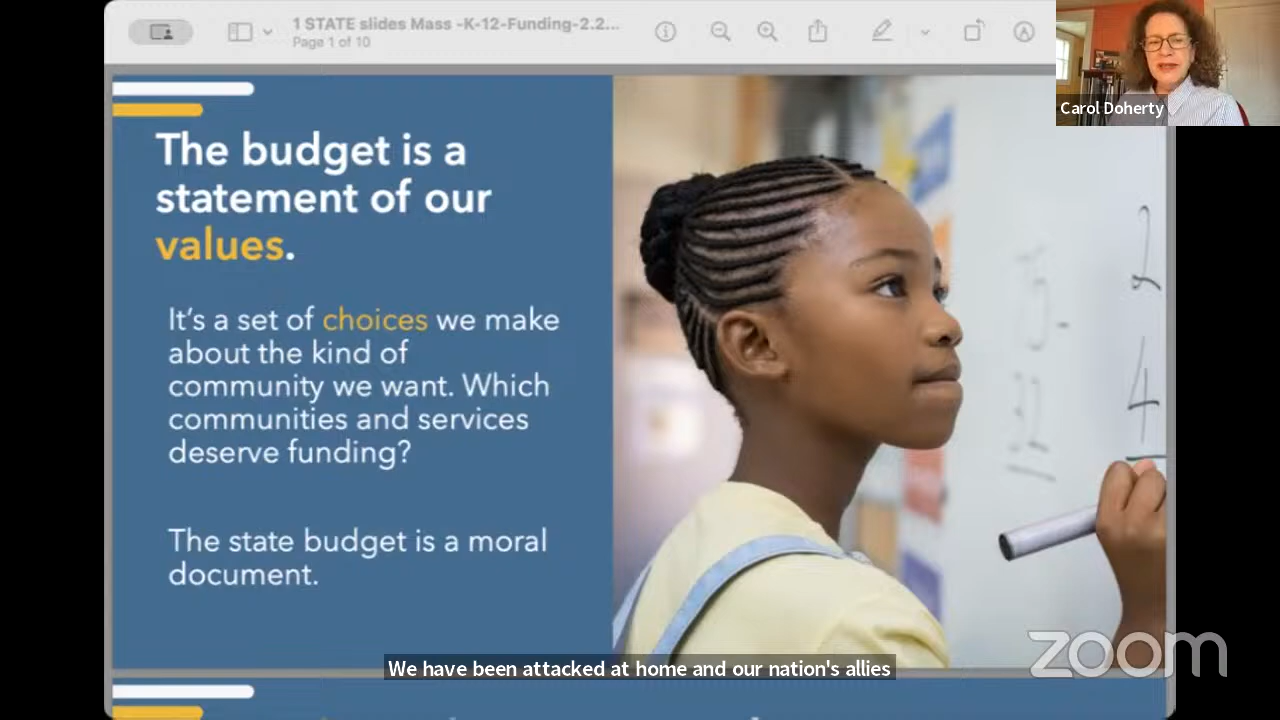 1 STATE slides Mass -K-12-Funding-2.2...
Page 1 of 10
Carol Doherty
The budget is a
statement of our
values.
It's a set of choices we make
about the kind of
community we want. Which
communities and services
deserve funding?
The state budget is a moral
document.
2
4
zoom
We have been attacked at home and our nation's allies